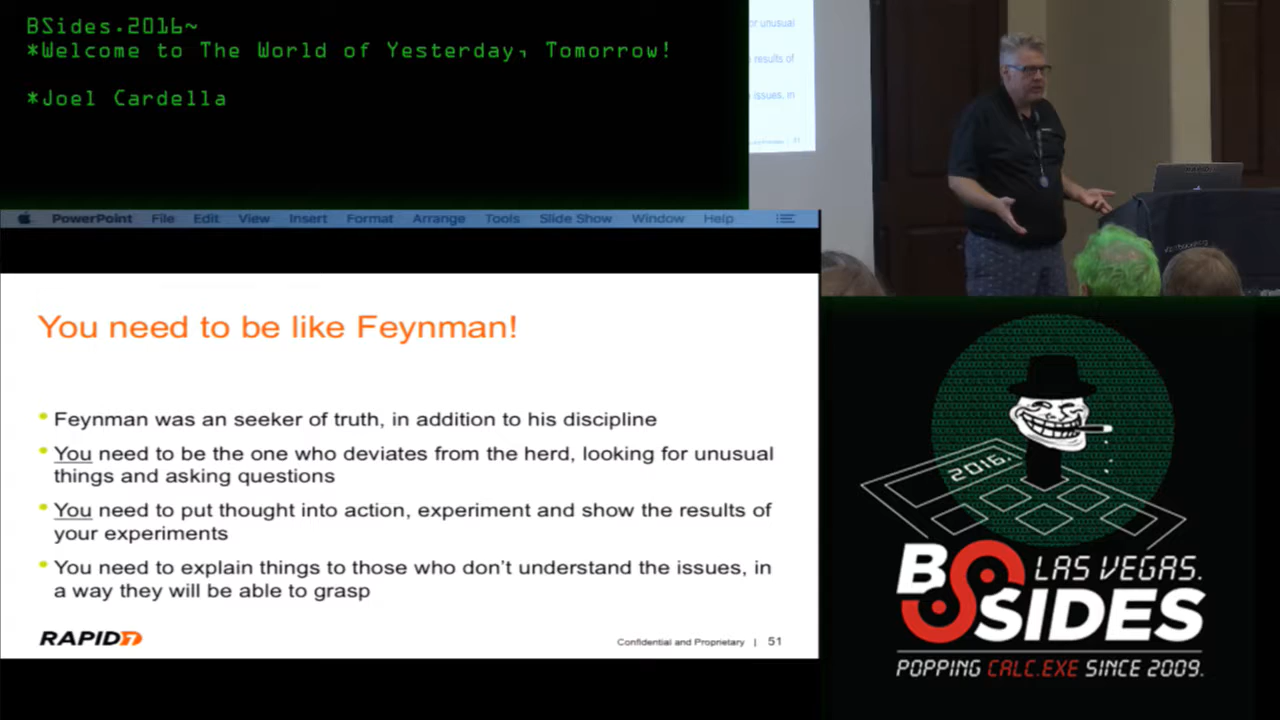 BSides.2016~
*Welcome to The World of Yesterday, Tomorrow!
*Joel Cardella
or unusual
results of
issues, m
PowerPoint File Edit View Insert Format Arrange Tools Slide Show Window Help
You need to be like Feynman!
• Feynman was an seeker of truth, in addition to his discipline
• You need to be the one who deviates from the herd, looking for unusual
things and asking questions
• You need to put thought into action, experiment and show the results of
your experiments
• You need to explain things to those who don't understand the issues, in
a way they will be able to grasp
RAPID7
Confidential and Proprietary | 51
2016.
BSIDES
LAS VEGAS.
POPPING CALC.EXE SINCE 2009.